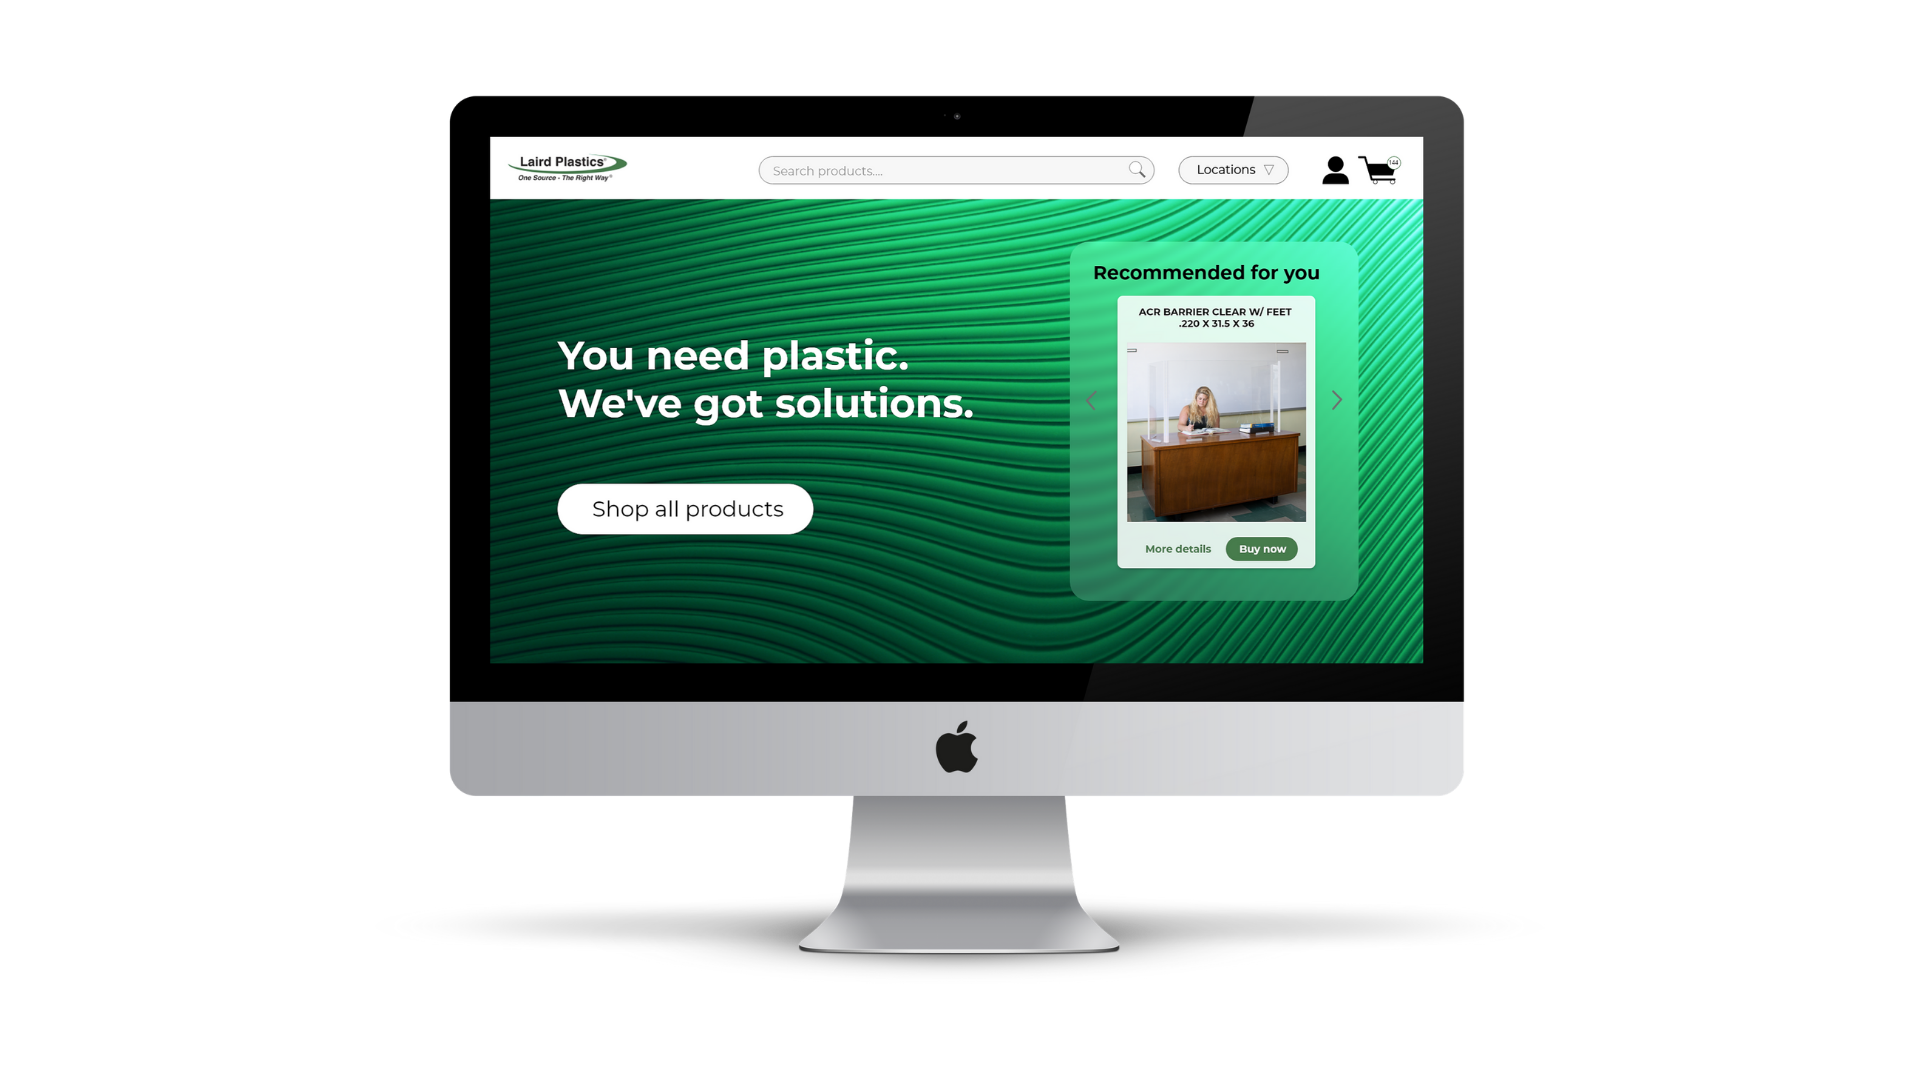 Laird Plastics®
One Source - The Right Way®
Search products....
Locations
144
You need plastic.
We've got solutions.
Shop all products
Recommended for you
ACR BARRIER CLEAR W/ FEET
.220 X 31.5 X 36
More details
Buy now